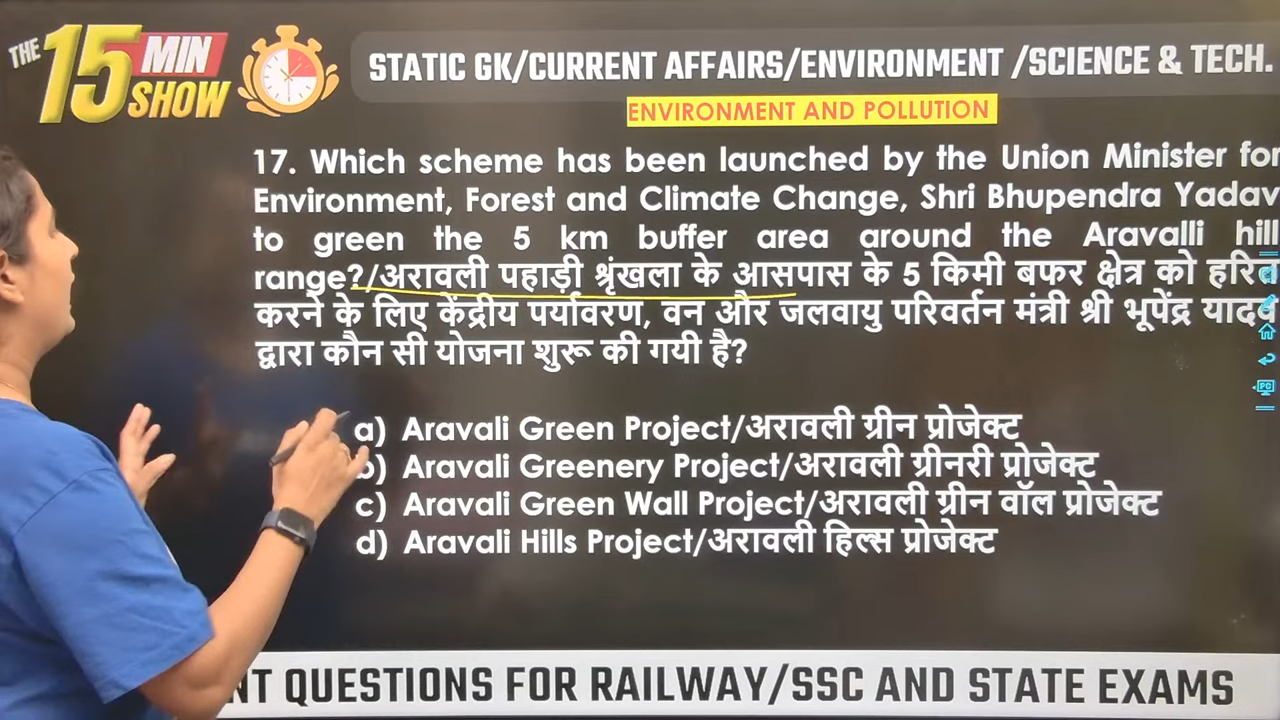 THE 15 MIN SHOW
STATIC GK/CURRENT AFFAIRS/ENVIRONMENT /SCIENCE & TECH.
ENVIRONMENT AND POLLUTION
17. Which scheme has been launched by the Union Minister for
Environment, Forest and Climate Change, Shri Bhupendra Yadav
to green the 5 km buffer area around the Aravalli hill
range?/अरावली पहाड़ी श्रृंखला के आसपास के 5 किमी बफर क्षेत्र को हरित
करने के लिए केंद्रीय पर्यावरण, वन और जलवायु परिवर्तन मंत्री श्री भूपेंद्र यादव
द्वारा कौन सी योजना शुरू की गयी है?
a) Aravali Green Project/अरावली ग्रीन प्रोजेक्ट
b) Aravali Greenery Project/अरावली ग्रीनरी प्रोजेक्ट
c) Aravali Green Wall Project/अरावली ग्रीन वॉल प्रोजेक्ट
d) Aravali Hills Project/अरावली हिल्स प्रोजेक्ट
NT QUESTIONS FOR RAILWAY/SSC AND STATE EXAMS
PC